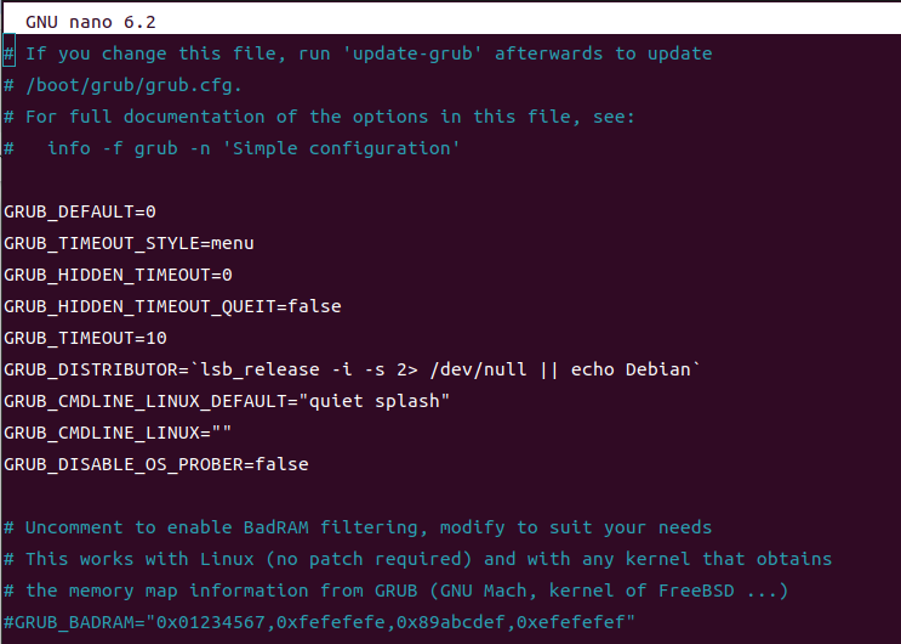 GNU nano 6.2
# If you change this file, run 'update-grub' afterwards to update
# /boot/grub/grub.cfg.
# For full documentation of the options in this file, see:
#   info -f grub -n 'Simple configuration'
GRUB_DEFAULT=0
GRUB_TIMEOUT_STYLE=menu
GRUB_HIDDEN_TIMEOUT=0
GRUB_HIDDEN_TIMEOUT_QUEIT=false
GRUB_TIMEOUT=10
GRUB_DISTRIBUTOR=`lsb_release -i -s 2> /dev/null || echo Debian`
GRUB_CMDLINE_LINUX_DEFAULT="quiet splash"
GRUB_CMDLINE_LINUX=""
GRUB_DISABLE_OS_PROBER=false
# Uncomment to enable BadRAM filtering, modify to suit your needs
# This works with Linux (no patch required) and with any kernel that obtains
# the memory map information from GRUB (GNU Mach, kernel of FreeBSD ...)
#GRUB_BADRAM="0x01234567,0xfefefefe,0x89abcdef,0xefefefef"